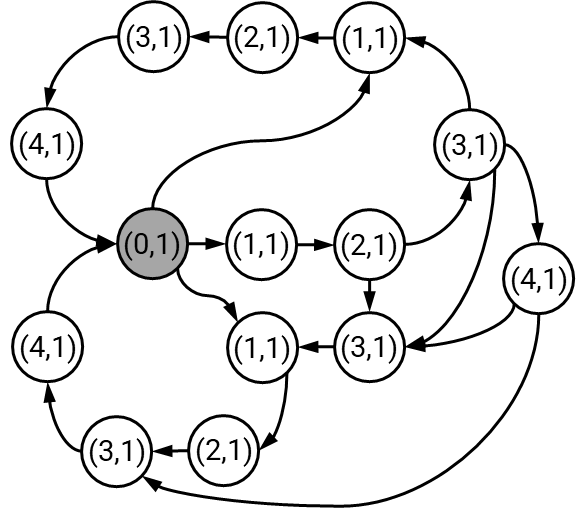 (3,1) (2,1) (1,1)
(4,1) (3,1)
(0,1) (1,1) (2,1)
(4,1)
(4,1) (1,1) (3,1)
(3,1) (2,1)